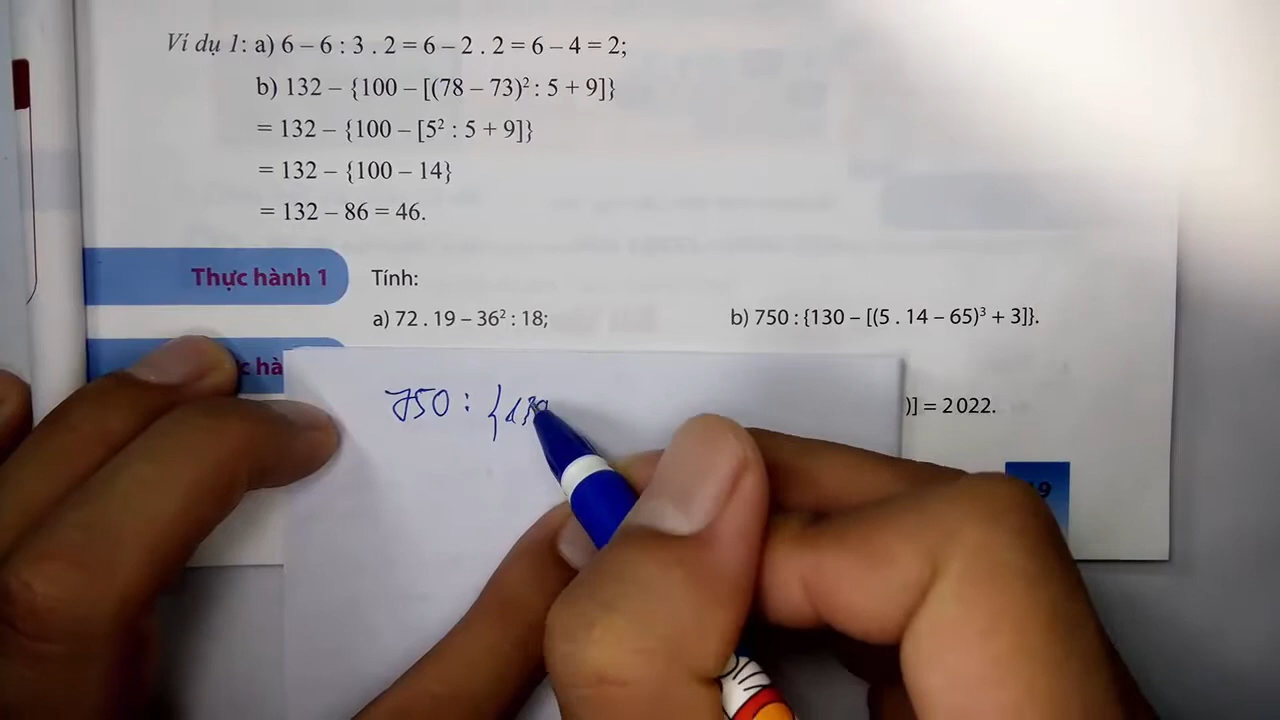 Ví dụ 1: a) 6 – 6 : 3 . 2 = 6 – 2 . 2 = 6 – 4 = 2;
b) 132 – {100 – [(78 – 73)² : 5 + 9]}
= 132 – {100 – [5² : 5 + 9]}
= 132 – {100 – 14}
= 132 – 86 = 46.
Thực hành 1 Tính:
a) 72 . 19 – 36² : 18; b) 750 : {130 – [(5 . 14 – 65)³ + 3]}.
)] = 2022.
750 : {130